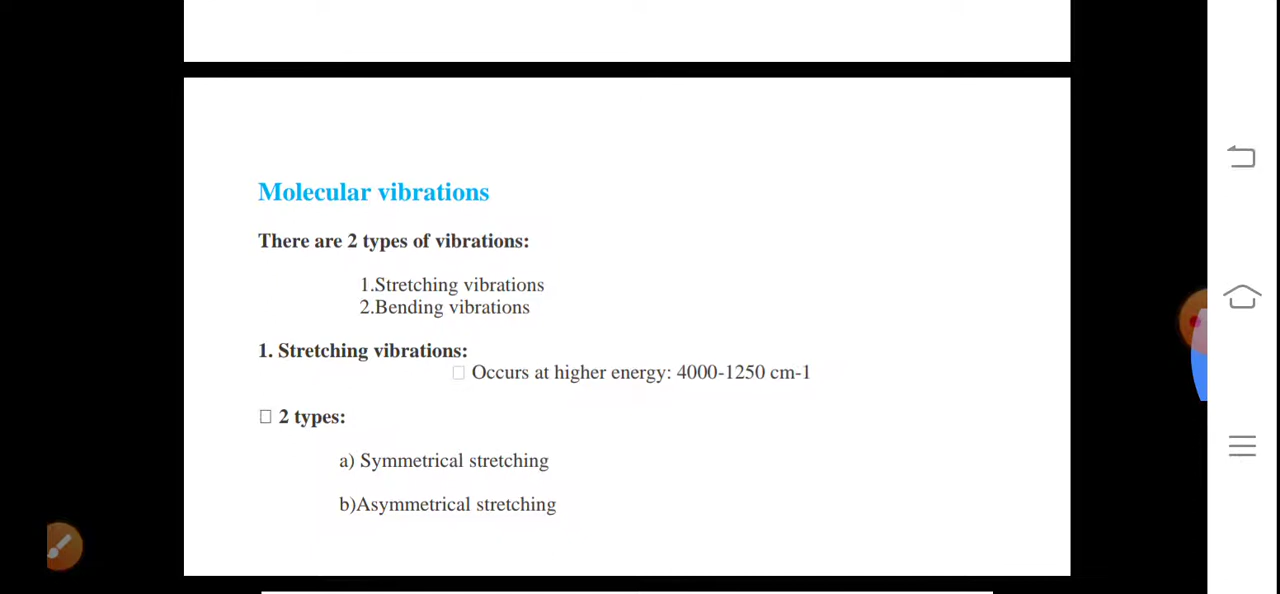 Molecular vibrations
There are 2 types of vibrations:
1.Stretching vibrations
2.Bending vibrations
1. Stretching vibrations:
□ Occurs at higher energy: 4000-1250 cm-1
□ 2 types:
a) Symmetrical stretching
b)Asymmetrical stretching